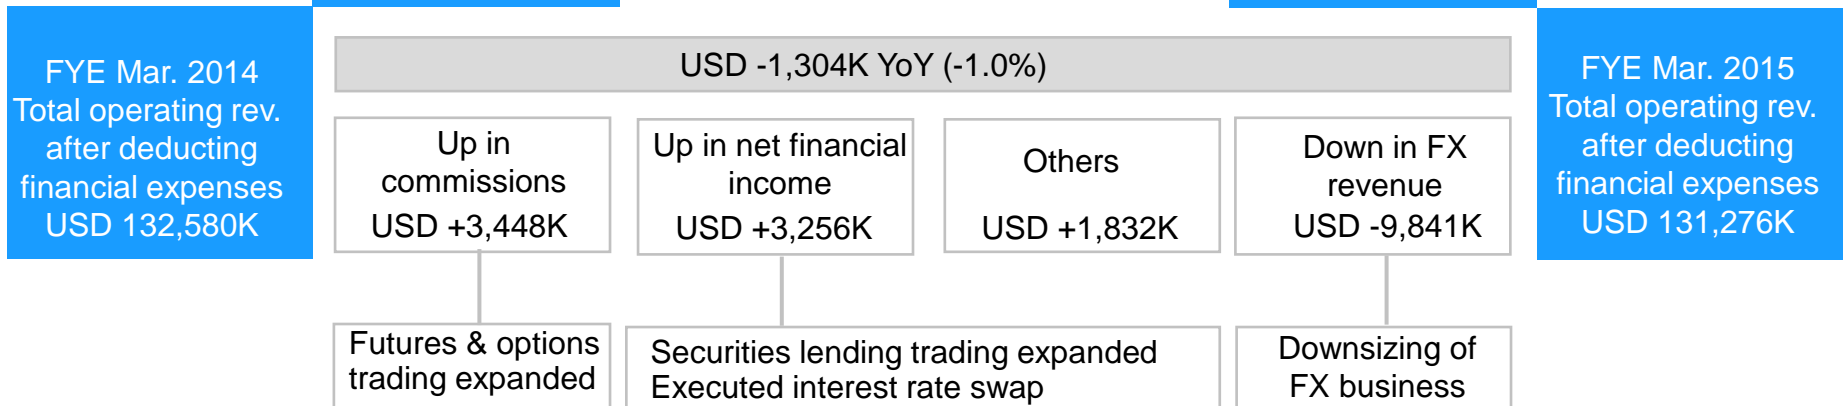 FYE Mar. 2014
Total operating rev.
after deducting
financial expenses
USD 132,580K
USD -1,304K YoY (-1.0%)
Up in
commissions
USD +3,448K
Up in net financial
income
USD +3,256K
Others
USD +1,832K
Down in FX
revenue
USD -9,841K
FYE Mar. 2015
Total operating rev.
after deducting
financial expenses
USD 131,276K
Futures & options
trading expanded
Securities lending trading expanded
Executed interest rate swap
Downsizing of
FX business